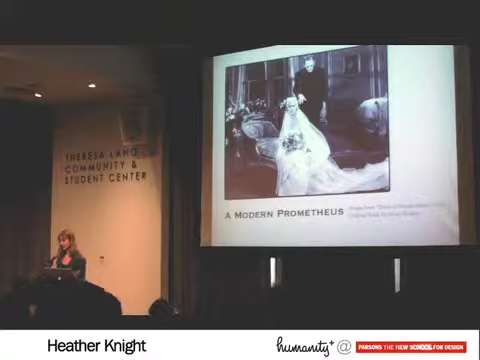 THERESA LANG
COMMUNITY &
STUDENT CENTER
A MODERN PROMETHEUS
Heather Knight
humanity+ @ PARSONS THE NEW SCHOOL FOR DESIGN